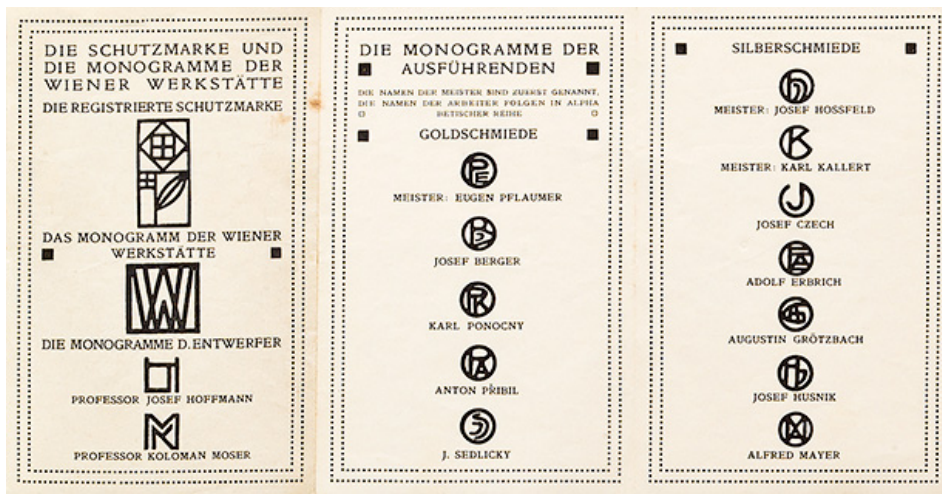 DIE SCHUTZMARKE UND
DIE MONOGRAMME DER
WIENER WERKSTÄTTE
DIE REGISTRIERTE SCHUTZMARKE
DAS MONOGRAMM DER WIENER
WERKSTÄTTE
DIE MONOGRAMME D. ENTWERFER
PROFESSOR JOSEF HOFFMANN
PROFESSOR KOLOMAN MOSER
DIE MONOGRAMME DER
AUSFÜHRENDEN
DIE NAMEN DER MEISTER SIND ZUERST GENANNT,
DIE NAMEN DER ARBEITER FOLGEN IN ALPHA
BETISCHER REIHE
GOLDSCHMIEDE
MEISTER: EUGEN PFLAUMER
JOSEF BERGER
KARL PONOCNY
ANTON PŘIBIL
J. SEDLICKY
SILBERSCHMIEDE
MEISTER: JOSEF HOSSFELD
MEISTER: KARL KALLERT
JOSEF CZECH
ADOLF ERBRICH
AUGUSTIN GRÖTZBACH
JOSEF HUSNIK
ALFRED MAYER